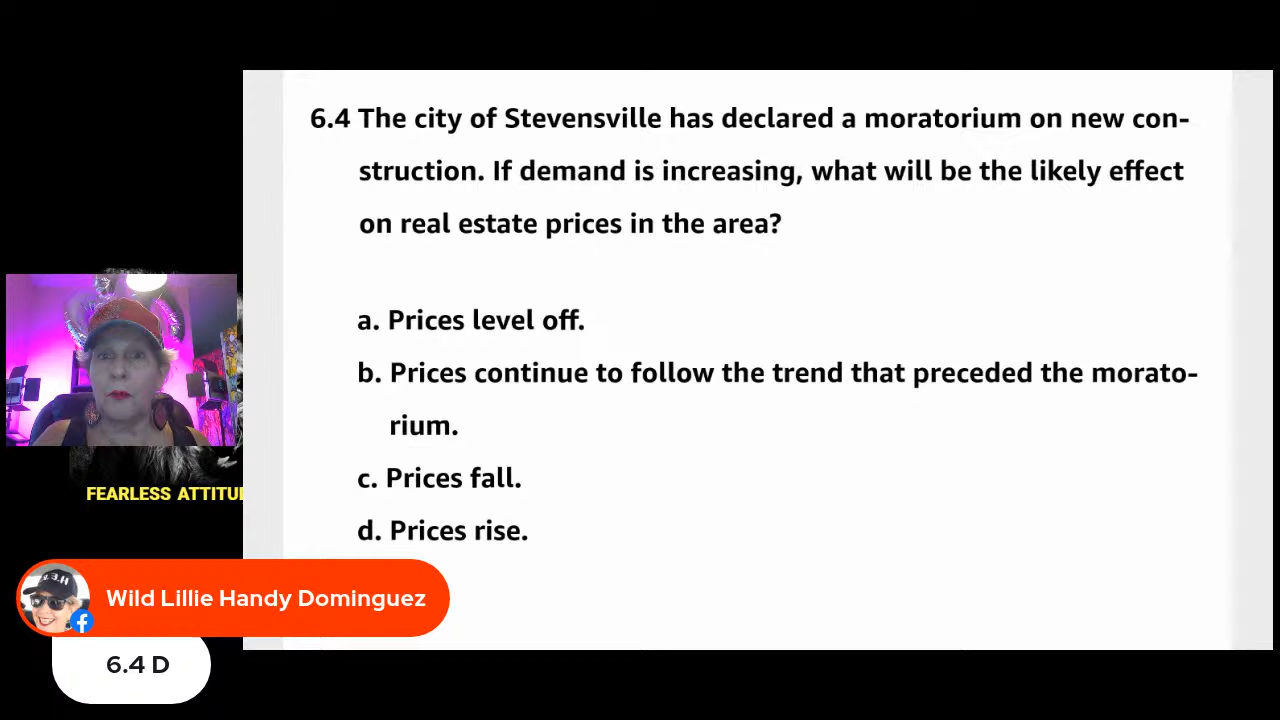 6.4 The city of Stevensville has declared a moratorium on new con-
struction. If demand is increasing, what will be the likely effect
on real estate prices in the area?
a. Prices level off.
b. Prices continue to follow the trend that preceded the morato-
rium.
c. Prices fall.
d. Prices rise.
FEARLESS ATTITU
Wild Lillie Handy Dominguez
6.4 D